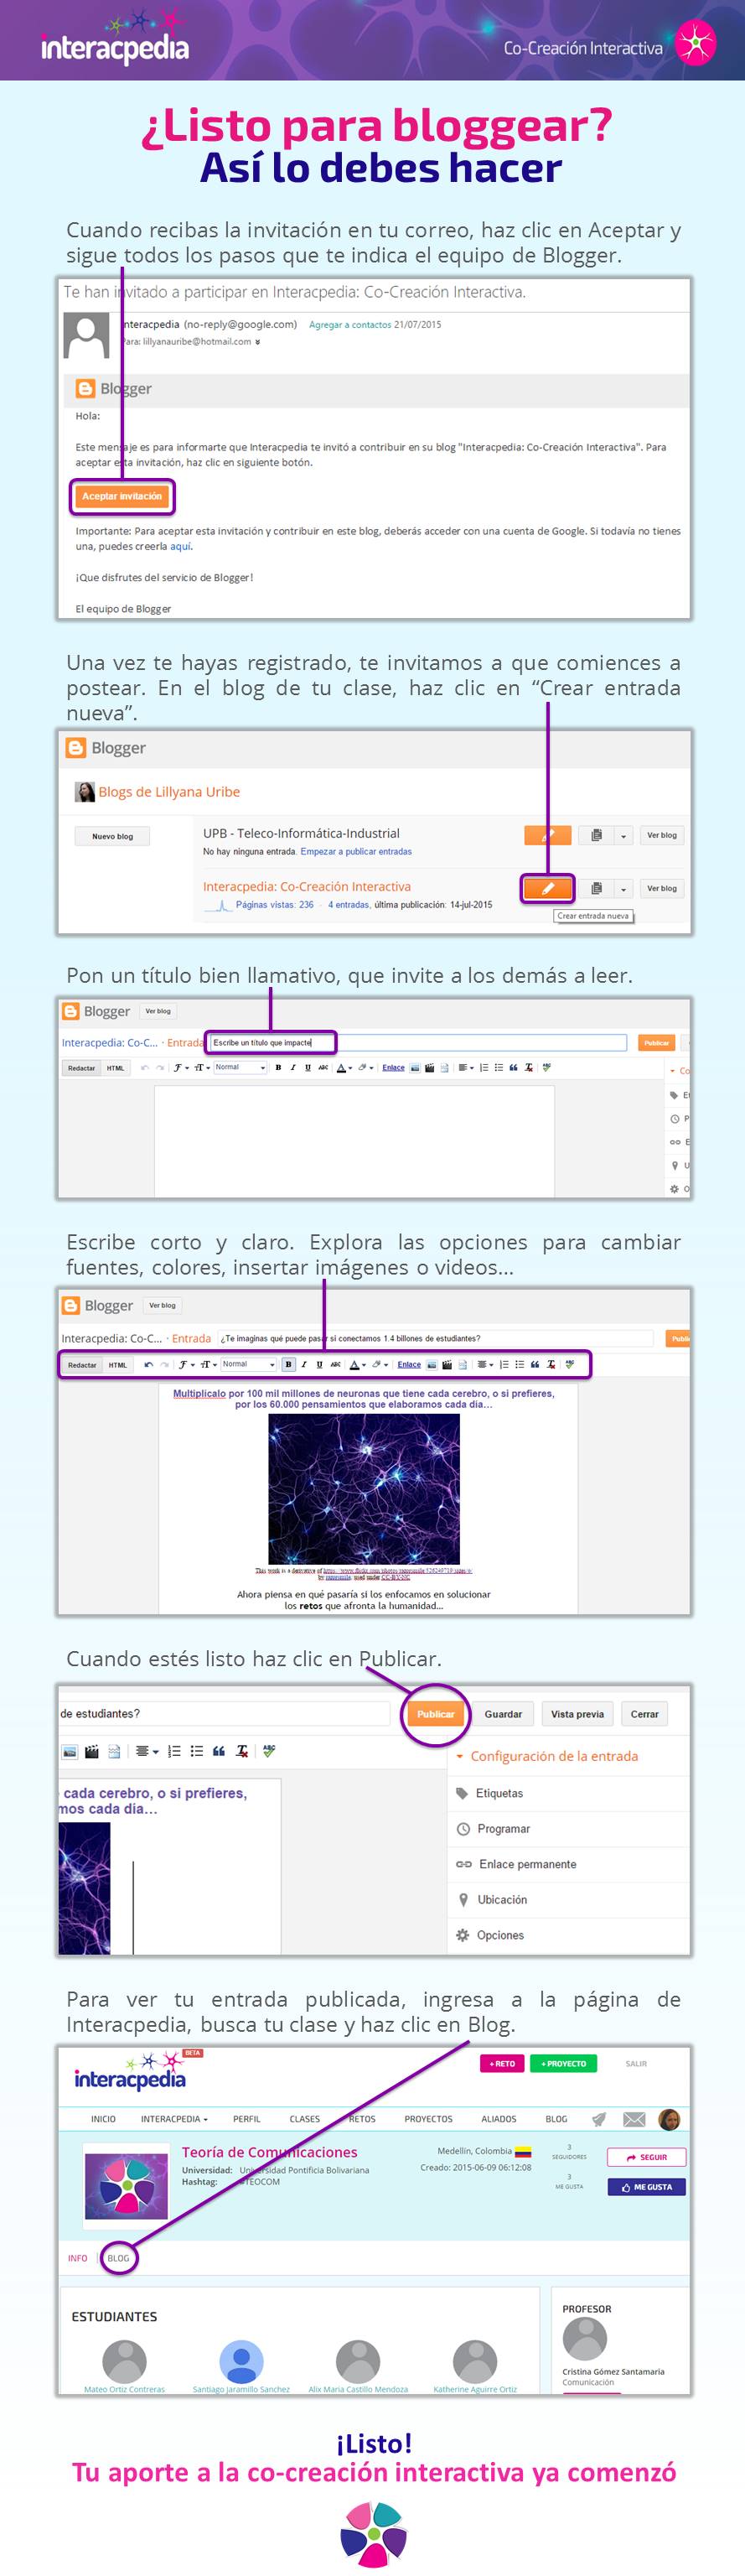 interacpedia
Co-Creación Interactiva
¿Listo para bloggear?
Así lo debes hacer
Cuando recibas la invitación en tu correo, haz clic en Aceptar y
sigue todos los pasos que te indica el equipo de Blogger.
Te han invitado a participar en Interacpedia: Co-Creación Interactiva.
Interacpedia (no-reply@google.com) Agregar a contactos 21/07/2015
Para: lillyanauribe@hotmail.com
Blogger
Hola:
Este mensaje es para informarte que Interacpedia te invitó a contribuir en su blog "Interacpedia: Co-Creación Interactiva". Para
aceptar esta invitación, haz clic en siguiente botón.
Aceptar invitación
Importante: Para aceptar esta invitación y contribuir en este blog, deberás acceder con una cuenta de Google. Si todavía no tienes
una, puedes creerla aquí.
¡Que disfrutes del servicio de Blogger!
El equipo de Blogger
Una vez te hayas registrado, te invitamos a que comiences a
postear. En el blog de tu clase, haz clic en “Crear entrada
nueva”.
Blogger
Blogs de Lillyana Uribe
Nuevo blog
UPB - Teleco-Informática-Industrial
No hay ninguna entrada. Empezar a publicar entradas
Ver blog
Interacpedia: Co-Creación Interactiva
Páginas vistas: 236 · 4 entradas, última publicación: 14-jul-2015
Ver blog
Crear entrada nueva
Pon un título bien llamativo, que invite a los demás a leer.
Blogger Ver blog
Interacpedia: Co-C... · Entrada Escribe un título que impacte Publicar
Redactar HTML Normal B I U ABC A Enlace
Co
Et
P
E
U
O
Escribe corto y claro. Explora las opciones para cambiar
fuentes, colores, insertar imágenes o videos...
Blogger Ver blog
Interacpedia: Co-C... · Entrada ¿Te imaginas qué puede pasar si conectamos 1.4 billones de estudiantes? Publi
Redactar HTML Normal B I U ABC A Enlace
Multiplicalo por 100 mil millones de neuronas que tiene cada cerebro, o si prefieres,
por los 60.000 pensamientos que elaboramos cada día...
This work is a derivative of
used under CC-BY-NC
Ahora piensa en qué pasaría si los enfocamos en solucionar
los retos que afronta la humanidad...
Cuando estés listo haz clic en Publicar.
de estudiantes? Publicar Guardar Vista previa Cerrar
ABC
Configuración de la entrada
cada cerebro, o si prefieres,
mos cada día...
Etiquetas
Programar
Enlace permanente
Ubicación
Opciones
Para ver tu entrada publicada, ingresa a la página de
Interacpedia, busca tu clase y haz clic en Blog.
interacpedia BETA
+ RETO + PROYECTO SALIR
INICIO INTERACPEDIA PERFIL CLASES RETOS PROYECTOS ALIADOS BLOG
Teoría de Comunicaciones
Universidad: Universidad Pontificia Bolivariana
Hashtag: #TEOCOM
Medellín, Colombia
Creado: 2015-06-09 06:12:08
3
SEGUIDORES
3
ME GUSTA
SEGUIR
ME GUSTA
INFO BLOG
ESTUDIANTES
Mateo Ortiz Contreras Santiago Jaramillo Sanchez Alix Maria Castillo Mendoza Katherine Aguirre Ortiz
PROFESOR
Cristina Gómez Santamaria
Comunicación
¡Listo!
Tu aporte a la co-creación interactiva ya comenzó